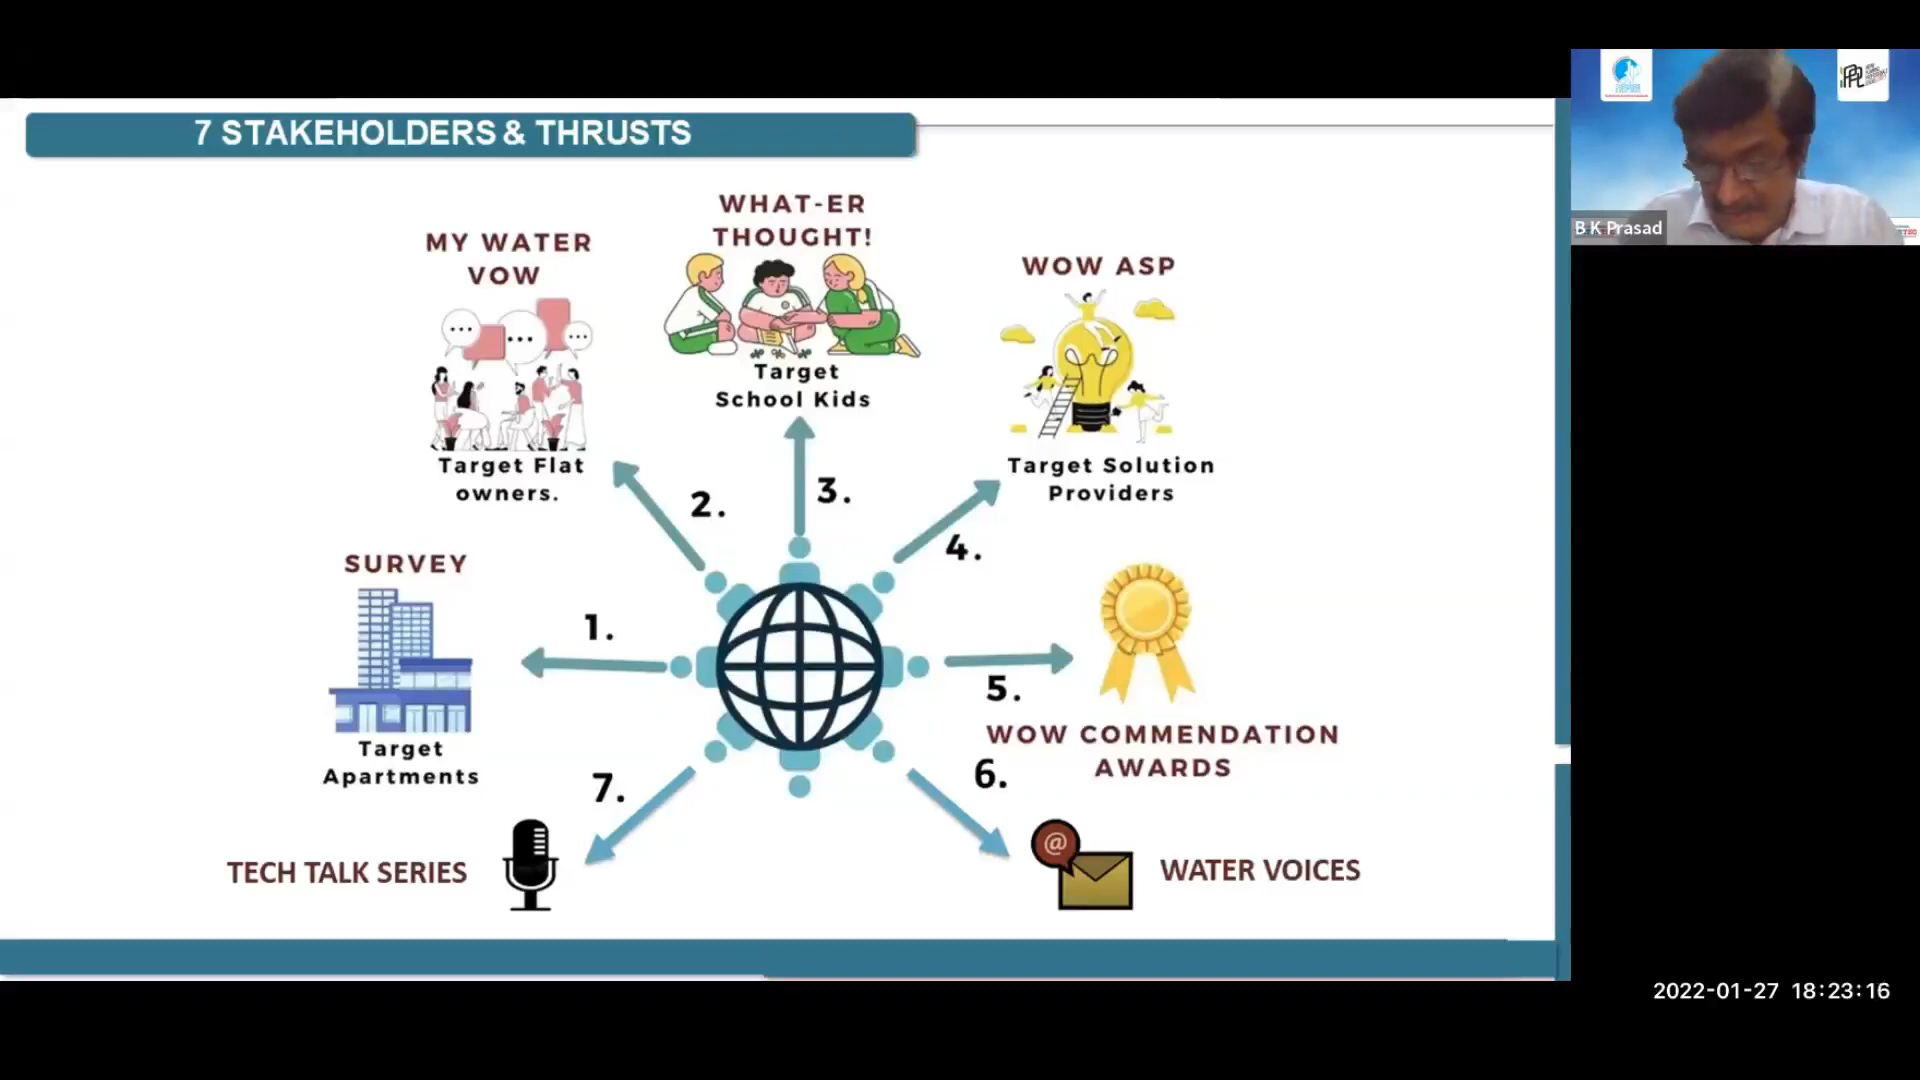 7 STAKEHOLDERS & THRUSTS
WHAT-ER
THOUGHT!
MY WATER
VOW
WOW ASP
Target
School Kids
Target Flat
owners.
Target Solution
Providers
2.
3.
4.
SURVEY
1.
5.
Target
Apartments
WOW COMMENDATION
AWARDS
7.
6.
TECH TALK SERIES
@
WATER VOICES
B K Prasad
2022-01-27 18:23:16